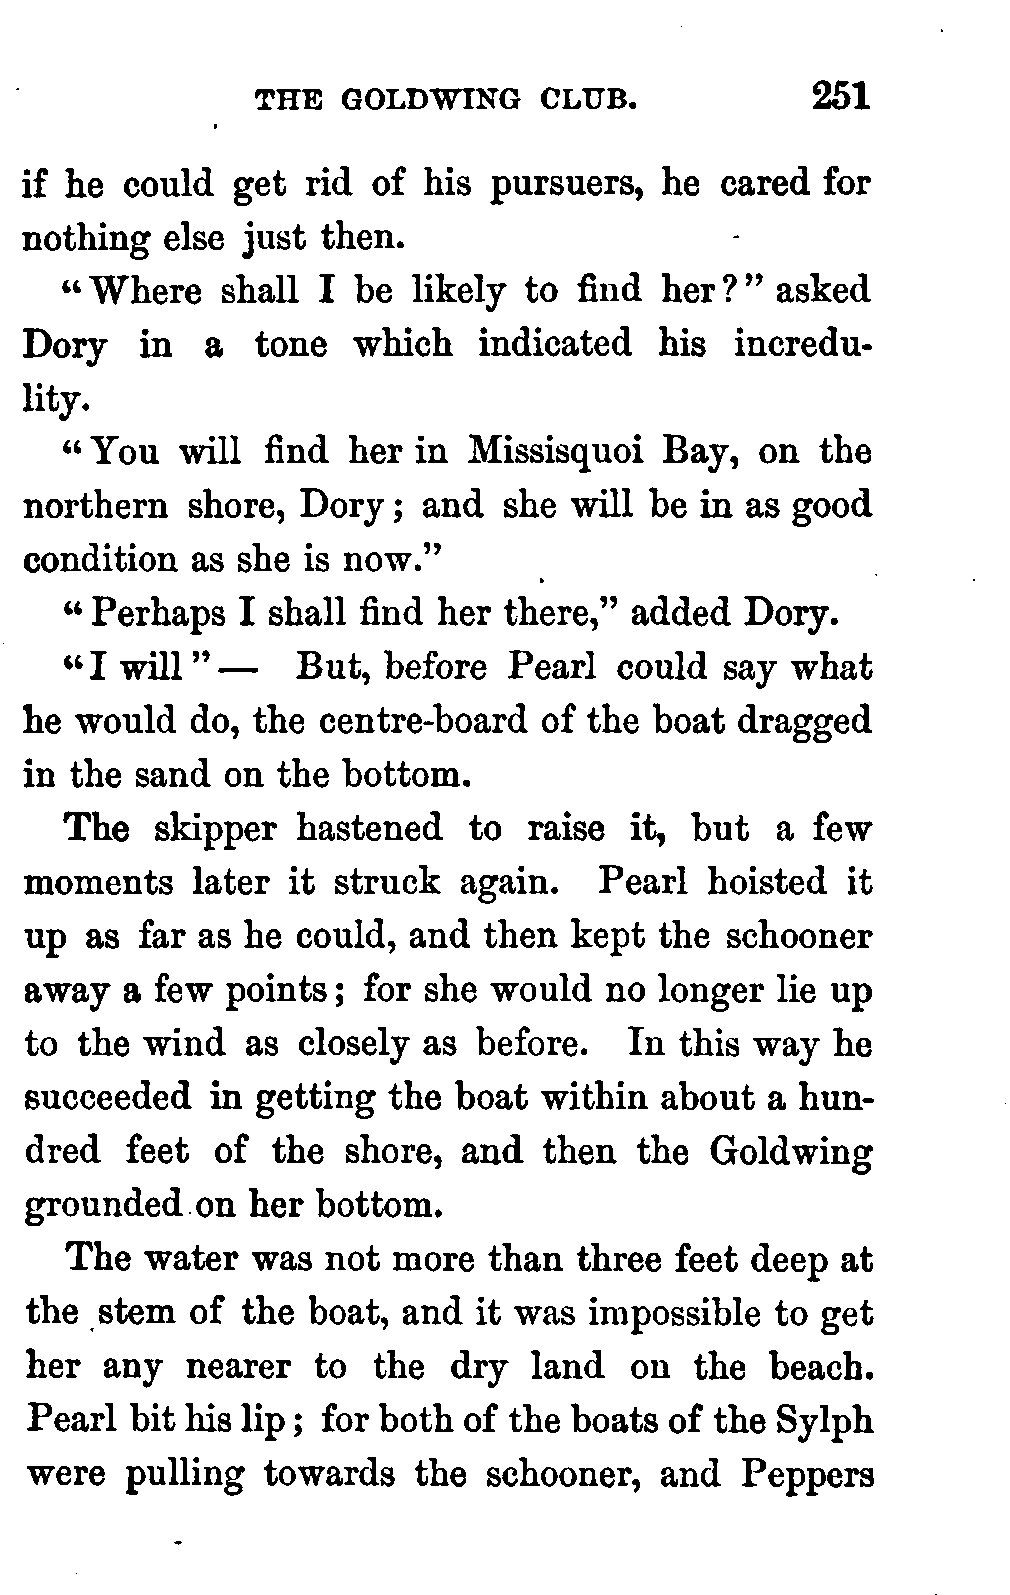 THE GOLDWING CLUB. 251
if he could get rid of his pursuers, he cared for
nothing else just then.
“Where shall I be likely to find her?” asked
Dory in a tone which indicated his incredu-
lity.
“You will find her in Missisquoi Bay, on the
northern shore, Dory; and she will be in as good
condition as she is now.”
“Perhaps I shall find her there,” added Dory.
“I will”— But, before Pearl could say what
he would do, the centre-board of the boat dragged
in the sand on the bottom.
The skipper hastened to raise it, but a few
moments later it struck again. Pearl hoisted it
up as far as he could, and then kept the schooner
away a few points; for she would no longer lie up
to the wind as closely as before. In this way he
succeeded in getting the boat within about a hun-
dred feet of the shore, and then the Goldwing
grounded on her bottom.
The water was not more than three feet deep at
the stem of the boat, and it was impossible to get
her any nearer to the dry land on the beach.
Pearl bit his lip; for both of the boats of the Sylph
were pulling towards the schooner, and Peppers